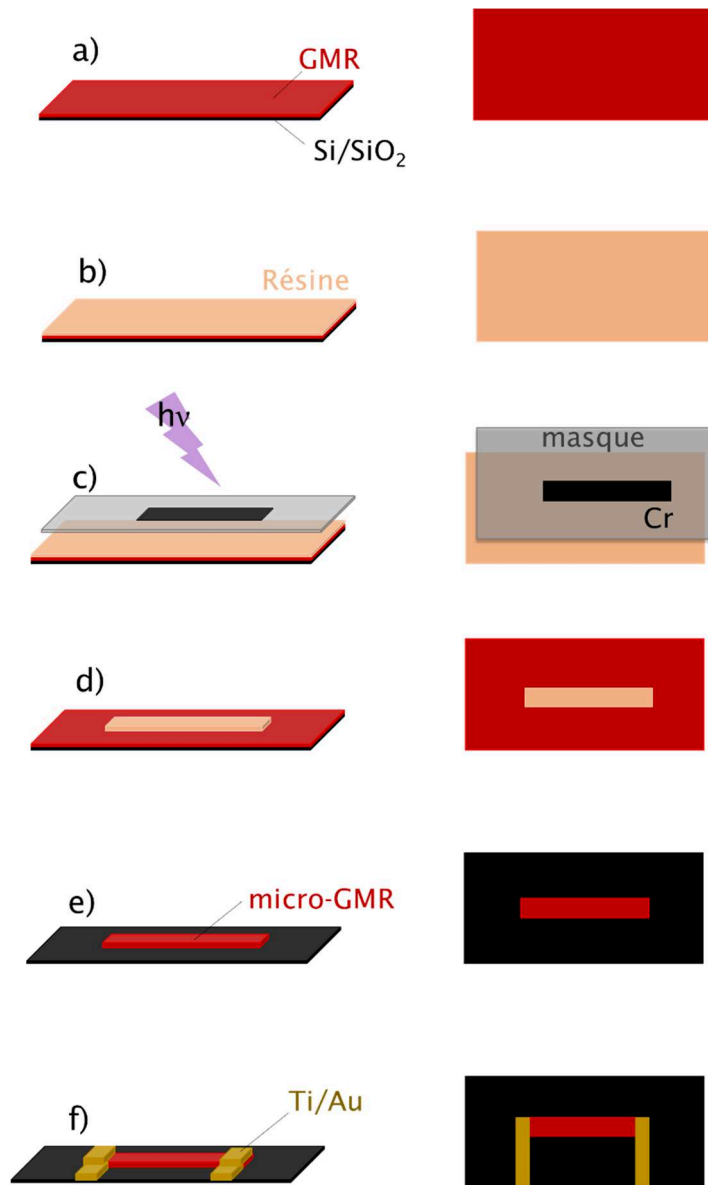 a)
GMR
Si/SiO₂
b)
Résine
hν
c)
masque
Cr
d)
e)
micro-GMR
Ti/Au
f)